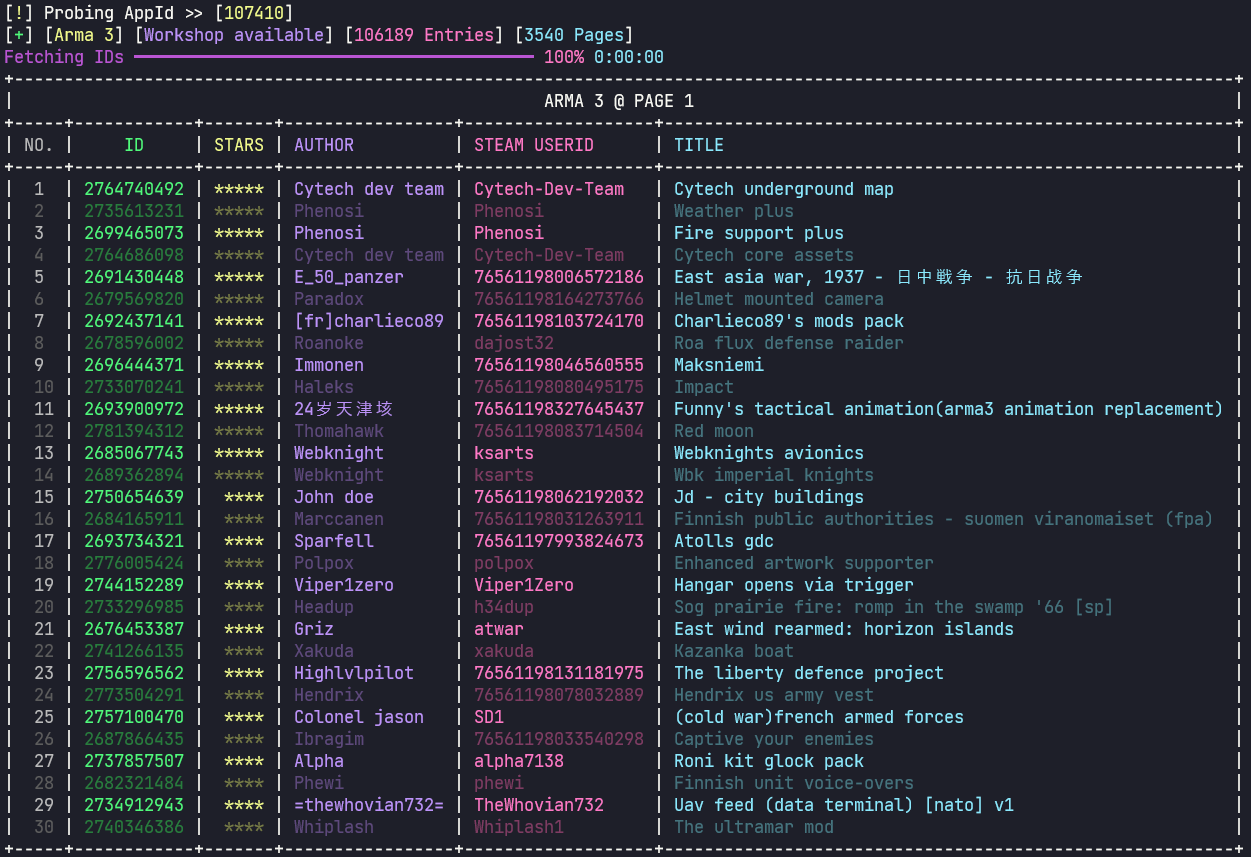 [!] Probing AppId >> [107410]
[+] [Arma 3] [Workshop available] [106189 Entries] [3540 Pages]
Fetching IDs 100% 0:00:00
ARMA 3 @ PAGE 1
NO. | ID | STARS | AUTHOR | STEAM USERID | TITLE
1 | 2764740492 | ***** | Cytech dev team | Cytech-Dev-Team | Cytech underground map
2 | 2735613231 | ***** | Phenosi | Phenosi | Weather plus
3 | 2699465073 | ***** | Phenosi | Phenosi | Fire support plus
4 | 2764686098 | ***** | Cytech dev team | Cytech-Dev-Team | Cytech core assets
5 | 2691430448 | ***** | E_50_panzer | 76561198006572186 | East asia war, 1937 - 日中戦争 - 抗日战争
6 | 2679569820 | ***** | Paradox | 76561198164273766 | Helmet mounted camera
7 | 2692437141 | ***** | [fr]charlieco89 | 76561198103724170 | Charlieco89's mods pack
8 | 2678596002 | ***** | Roanoke | dajost32 | Roa flux defense raider
9 | 2696444371 | ***** | Immonen | 76561198046560555 | Maksniemi
10 | 2733070241 | ***** | Haleks | 76561198080495175 | Impact
11 | 2693900972 | ***** | 24岁天津垓 | 76561198327645437 | Funny's tactical animation(arma3 animation replacement)
12 | 2781394312 | ***** | Thomahawk | 76561198083714504 | Red moon
13 | 2685067743 | ***** | Webknight | ksarts | Webknights avionics
14 | 2689362894 | ***** | Webknight | ksarts | Wbk imperial knights
15 | 2750654639 | **** | John doe | 76561198062192032 | Jd - city buildings
16 | 2684165911 | **** | Marccanen | 76561198031263911 | Finnish public authorities - suomen viranomaiset (fpa)
17 | 2693734321 | **** | Sparfell | 76561197993824673 | Atolls gdc
18 | 2776005424 | **** | Polpox | polpox | Enhanced artwork supporter
19 | 2744152289 | **** | Viper1zero | Viper1Zero | Hangar opens via trigger
20 | 2733296985 | **** | Headup | h34dup | Sog prairie fire: romp in the swamp '66 [sp]
21 | 2676453387 | **** | Griz | atwar | East wind rearmed: horizon islands
22 | 2741266135 | **** | Xakuda | xakuda | Kazanka boat
23 | 2756596562 | **** | Highlvlpilot | 76561198131181975 | The liberty defence project
24 | 2773504291 | **** | Hendrix | 76561198078032889 | Hendrix us army vest
25 | 2757100470 | **** | Colonel jason | SD1 | (cold war)french armed forces
26 | 2687866435 | **** | Ibragim | 76561198033540298 | Captive your enemies
27 | 2737857507 | **** | Alpha | alpha7138 | Roni kit glock pack
28 | 2682321484 | **** | Phewi | phewi | Finnish unit voice-overs
29 | 2734912943 | **** | =thewhovian732= | TheWhovian732 | Uav feed (data terminal) [nato] v1
30 | 2740346386 | **** | Whiplash | Whiplash1 | The ultramar mod